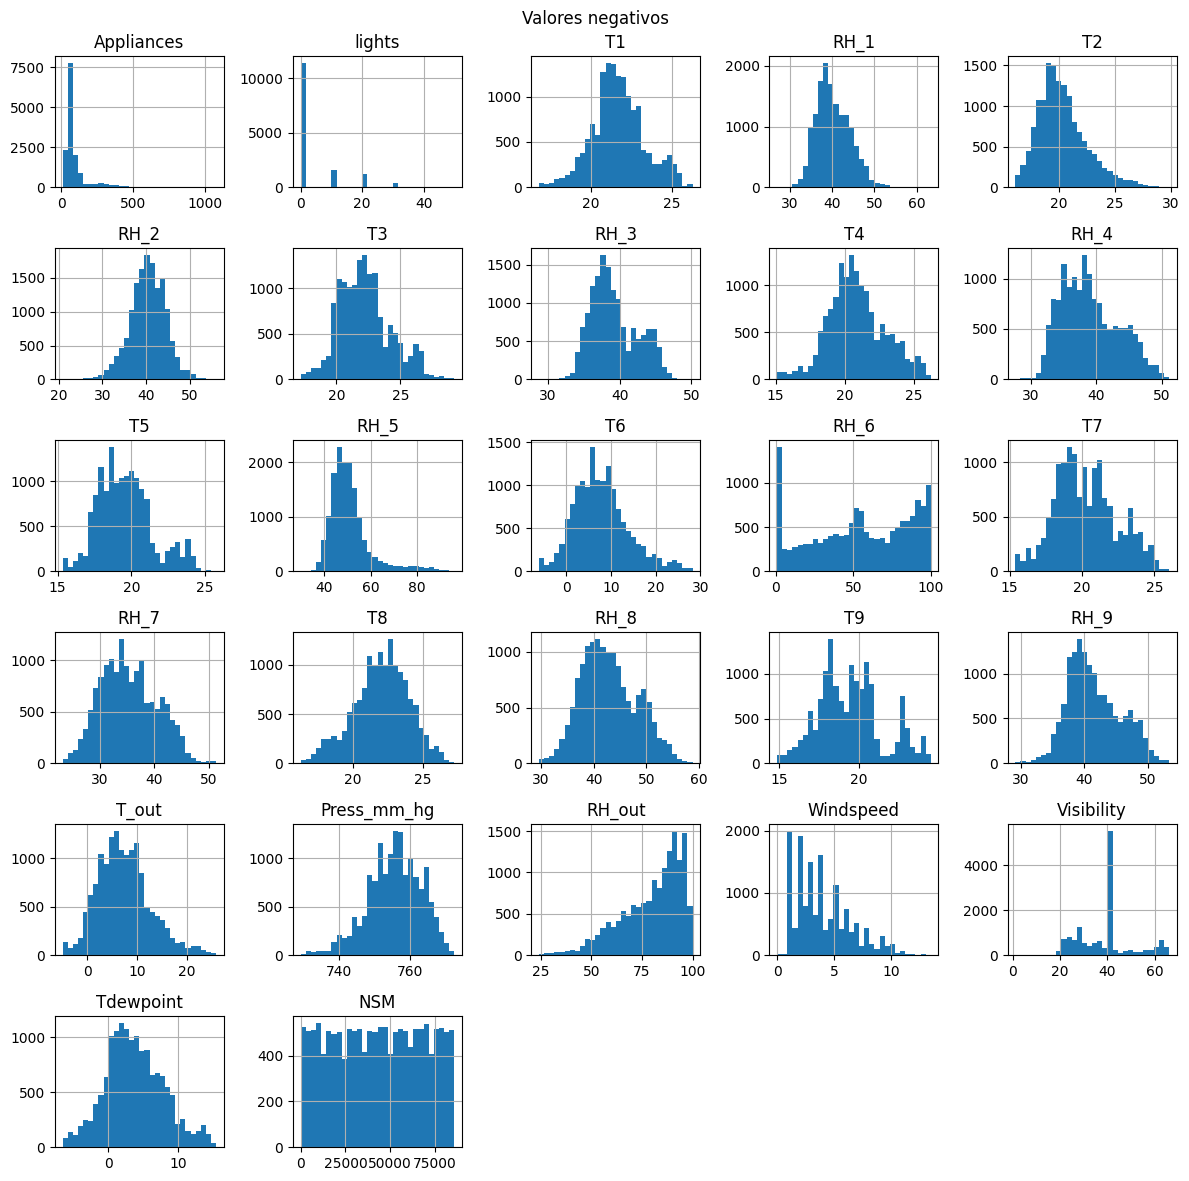 Valores negativos
Appliances lights T1 RH_1 T2
7500 5000 2500 0
0 500 1000
10000 5000 0
0 20 40
1000 500 0
20 25
2000 1000 0
30 40 50 60
1500 1000 500 0
20 25 30
RH_2 T3 RH_3 T4 RH_4
1500 1000 500 0
20 30 40 50
1000 500 0
20 25
1500 1000 500 0
30 40 50
1000 500 0
15 20 25
1000 500 0
30 40 50
T5 RH_5 T6 RH_6 T7
1000 500 0
15 20 25
2000 1000 0
40 60 80
1500 1000 500 0
0 10 20 30
1000 500 0
0 50 100
1000 500 0
15 20 25
RH_7 T8 RH_8 T9 RH_9
1000 500 0
30 40 50
1000 500 0
20 25
1000 500 0
30 40 50 60
1000 500 0
15 20
1000 500 0
30 40 50
T_out Press_mm_hg RH_out Windspeed Visibility
1000 500 0
0 10 20
1000 500 0
740 760
1500 1000 500 0
25 50 75 100
2000 1000 0
0 5 10
4000 2000 0
0 20 40 60
Tdewpoint NSM
1000 500 0
0 10
400 200 0
0 25000 50000 75000